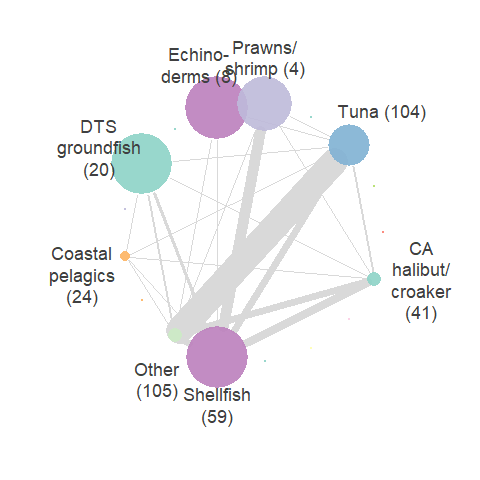 Echino-
derms (8)
Prawns/
shrimp (4)
Tuna (104)
DTS
groundfish
(20)
Coastal
pelagics
(24)
CA
halibut/
croaker
(41)
Other
(105)
Shellfish
(59)